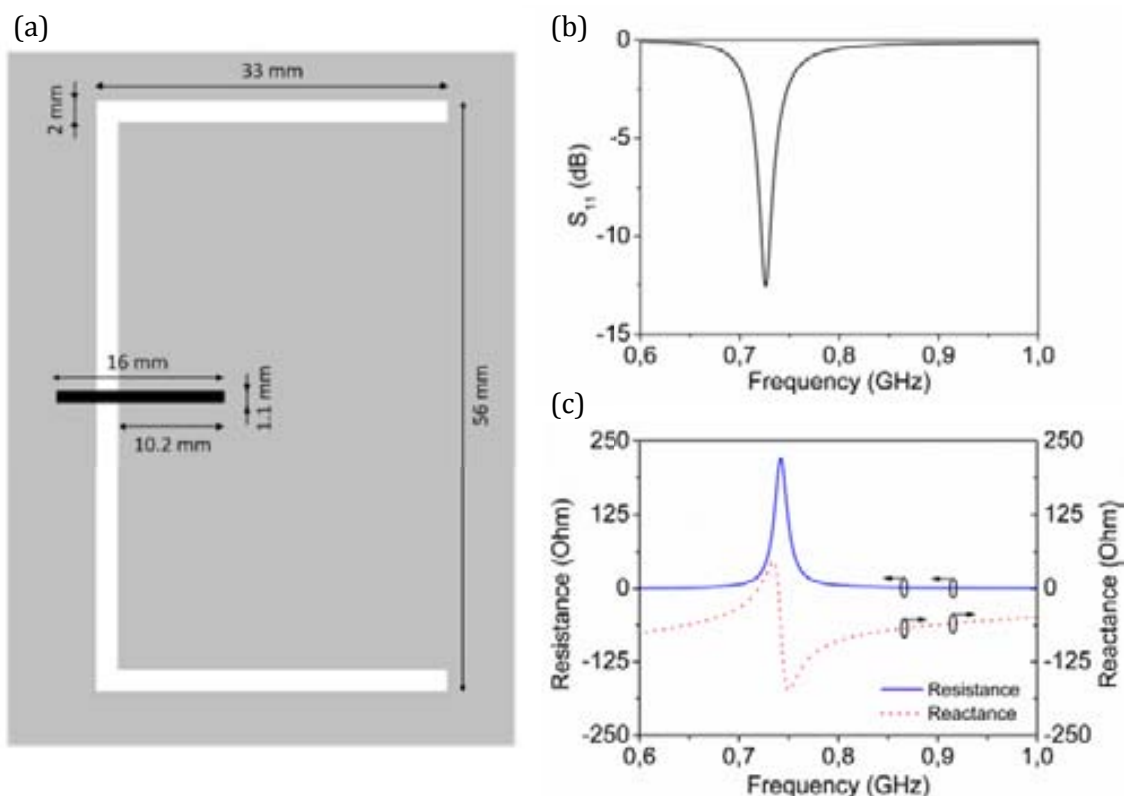 (a)
33 mm
2 mm
16 mm
1.1 mm
10.2 mm
56 mm
(b)
0
-5
-10
-15
S11 (dB)
0,6 0,7 0,8 0,9 1,0
Frequency (GHz)
(c)
250 250
125 125
0 0
-125 -125
-250 -250
Resistance (Ohm)
Reactance (Ohm)
Resistance
Reactance
0,6 0,7 0,8 0,9 1,0
Frequency (GHz)